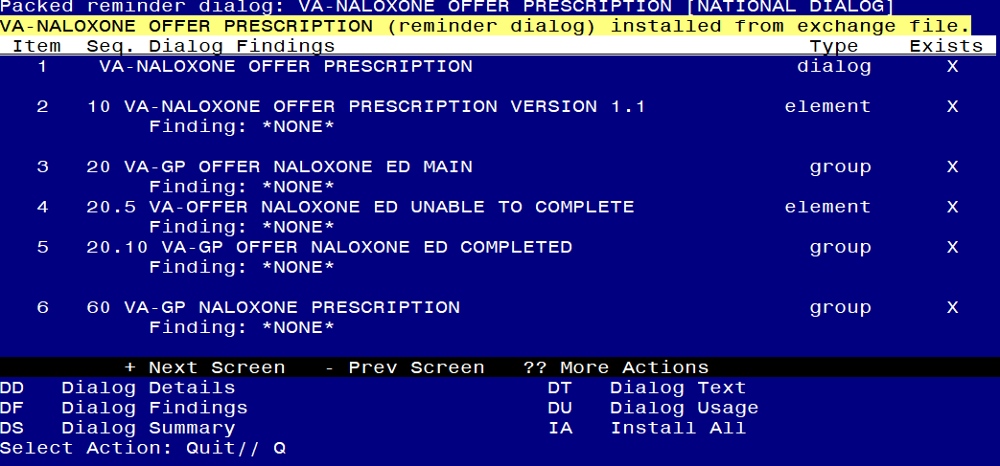 Packed reminder dialog: VA-NALOXONE OFFER PRESCRIPTION [NATIONAL DIALOG]
VA-NALOXONE OFFER PRESCRIPTION (reminder dialog) installed from exchange file.
Item Seq. Dialog Findings Type Exists
1 VA-NALOXONE OFFER PRESCRIPTION dialog X
2 10 VA-NALOXONE OFFER PRESCRIPTION VERSION 1.1 element X
Finding: *NONE*
3 20 VA-GP OFFER NALOXONE ED MAIN group X
Finding: *NONE*
4 20.5 VA-OFFER NALOXONE ED UNABLE TO COMPLETE element X
Finding: *NONE*
5 20.10 VA-GP OFFER NALOXONE ED COMPLETED group X
Finding: *NONE*
6 60 VA-GP NALOXONE PRESCRIPTION group X
Finding: *NONE*
+ Next Screen - Prev Screen ?? More Actions
DD Dialog Details DT Dialog Text
DF Dialog Findings DU Dialog Usage
DS Dialog Summary IA Install All
Select Action: Quit// Q